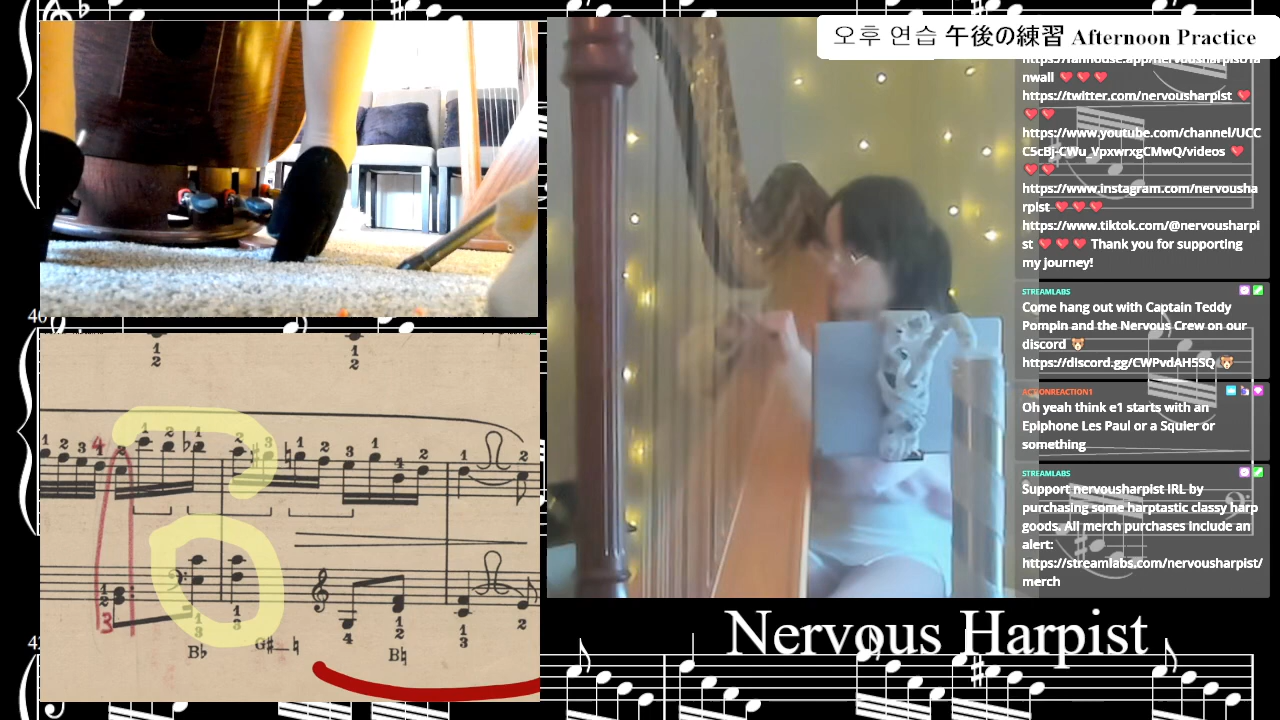 오후 연습 午後の練習 Afternoon Practice
nwall ❤️ ❤️ ❤️
https://twitter.com/nervousharpist ❤️
❤️ ❤️
https://www.youtube.com/channel/UCC
C5cBj-CWu_VpxwrxgCMwQ/videos ❤️
❤️ ❤️
https://www.instagram.com/nervousha
rpist ❤️ ❤️ ❤️
https://www.tiktok.com/@nervousharpi
st ❤️ ❤️ ❤️ Thank you for supporting
my journey!
STREAMLABS
Come hang out with Captain Teddy
Pompin and the Nervous Crew on our
discord 🐻
https://discord.gg/CWPvdAH5SQ 🐻
ACTIONREACTION1
Oh yeah think e1 starts with an
Epiphone Les Paul or a Squier or
something
STREAMLABS
Support nervousharpist IRL by
purchasing some harptastic classy harp
goods. All merch purchases include an
alert:
https://streamlabs.com/nervousharpist/
merch
Nervous Harpist
B♭
G#—♮
B♮